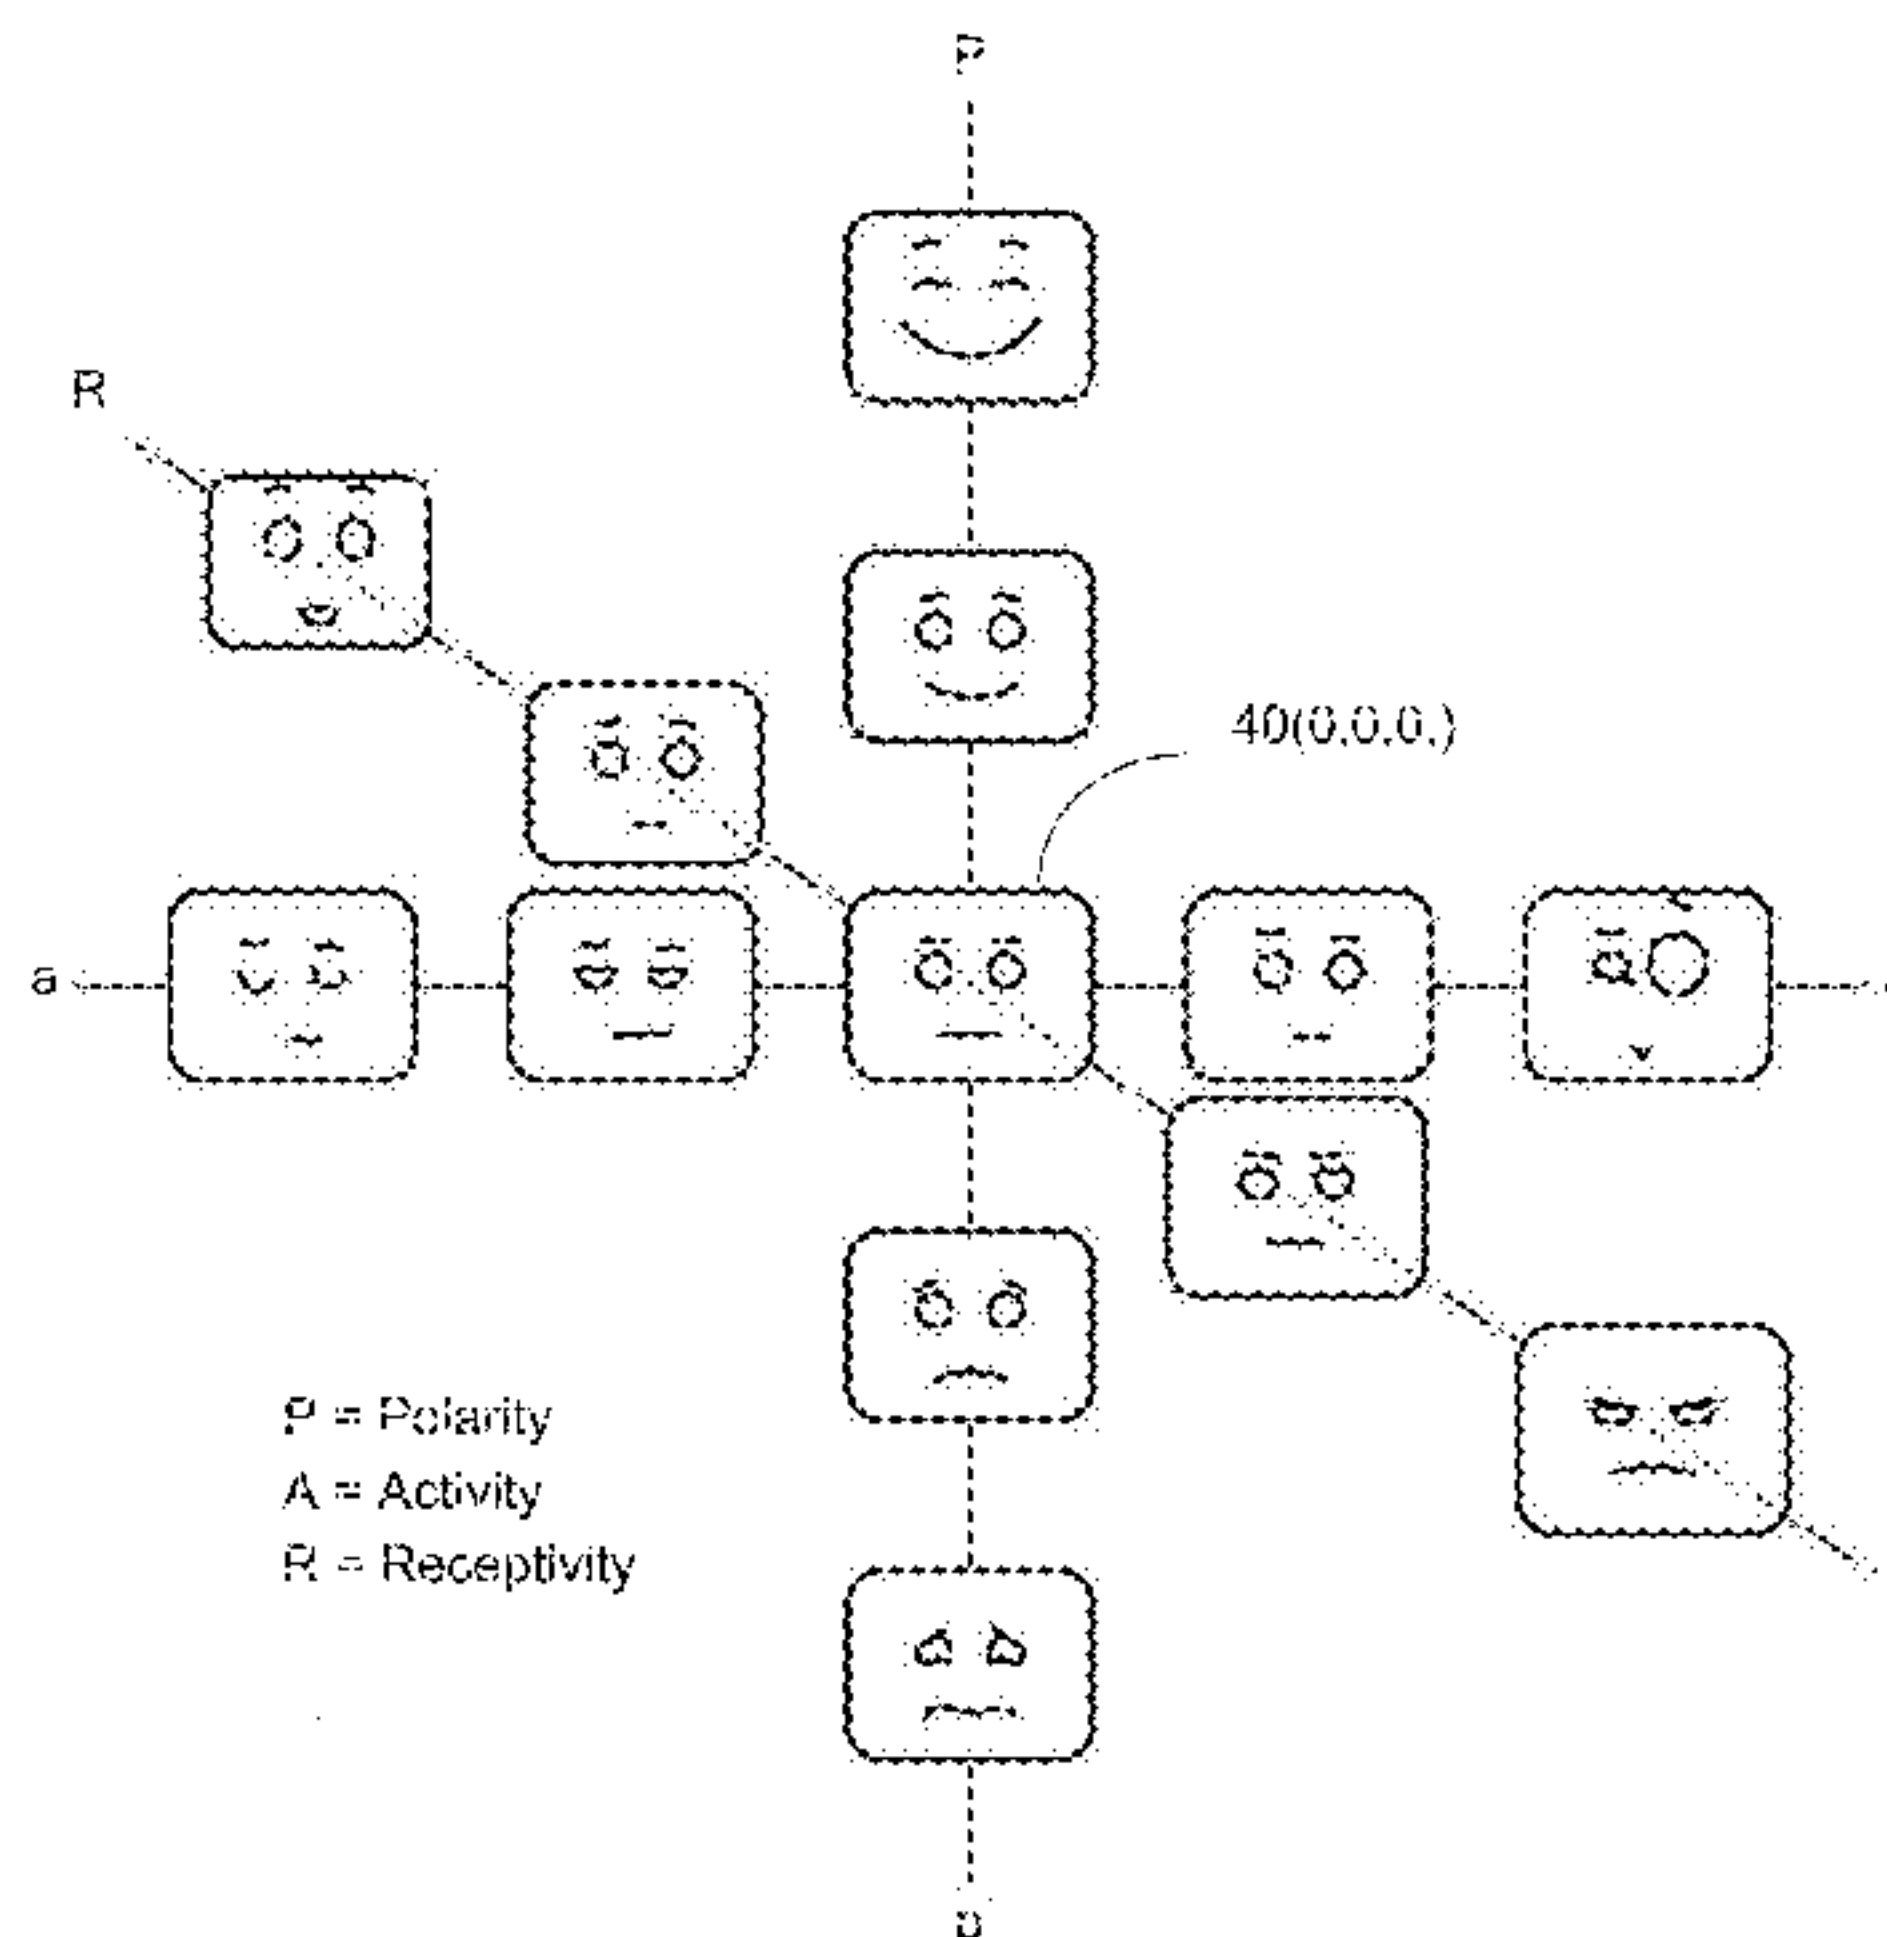 P
R
40(0,0,0,)
a
P = Polarity
A = Activity
R = Receptivity
p